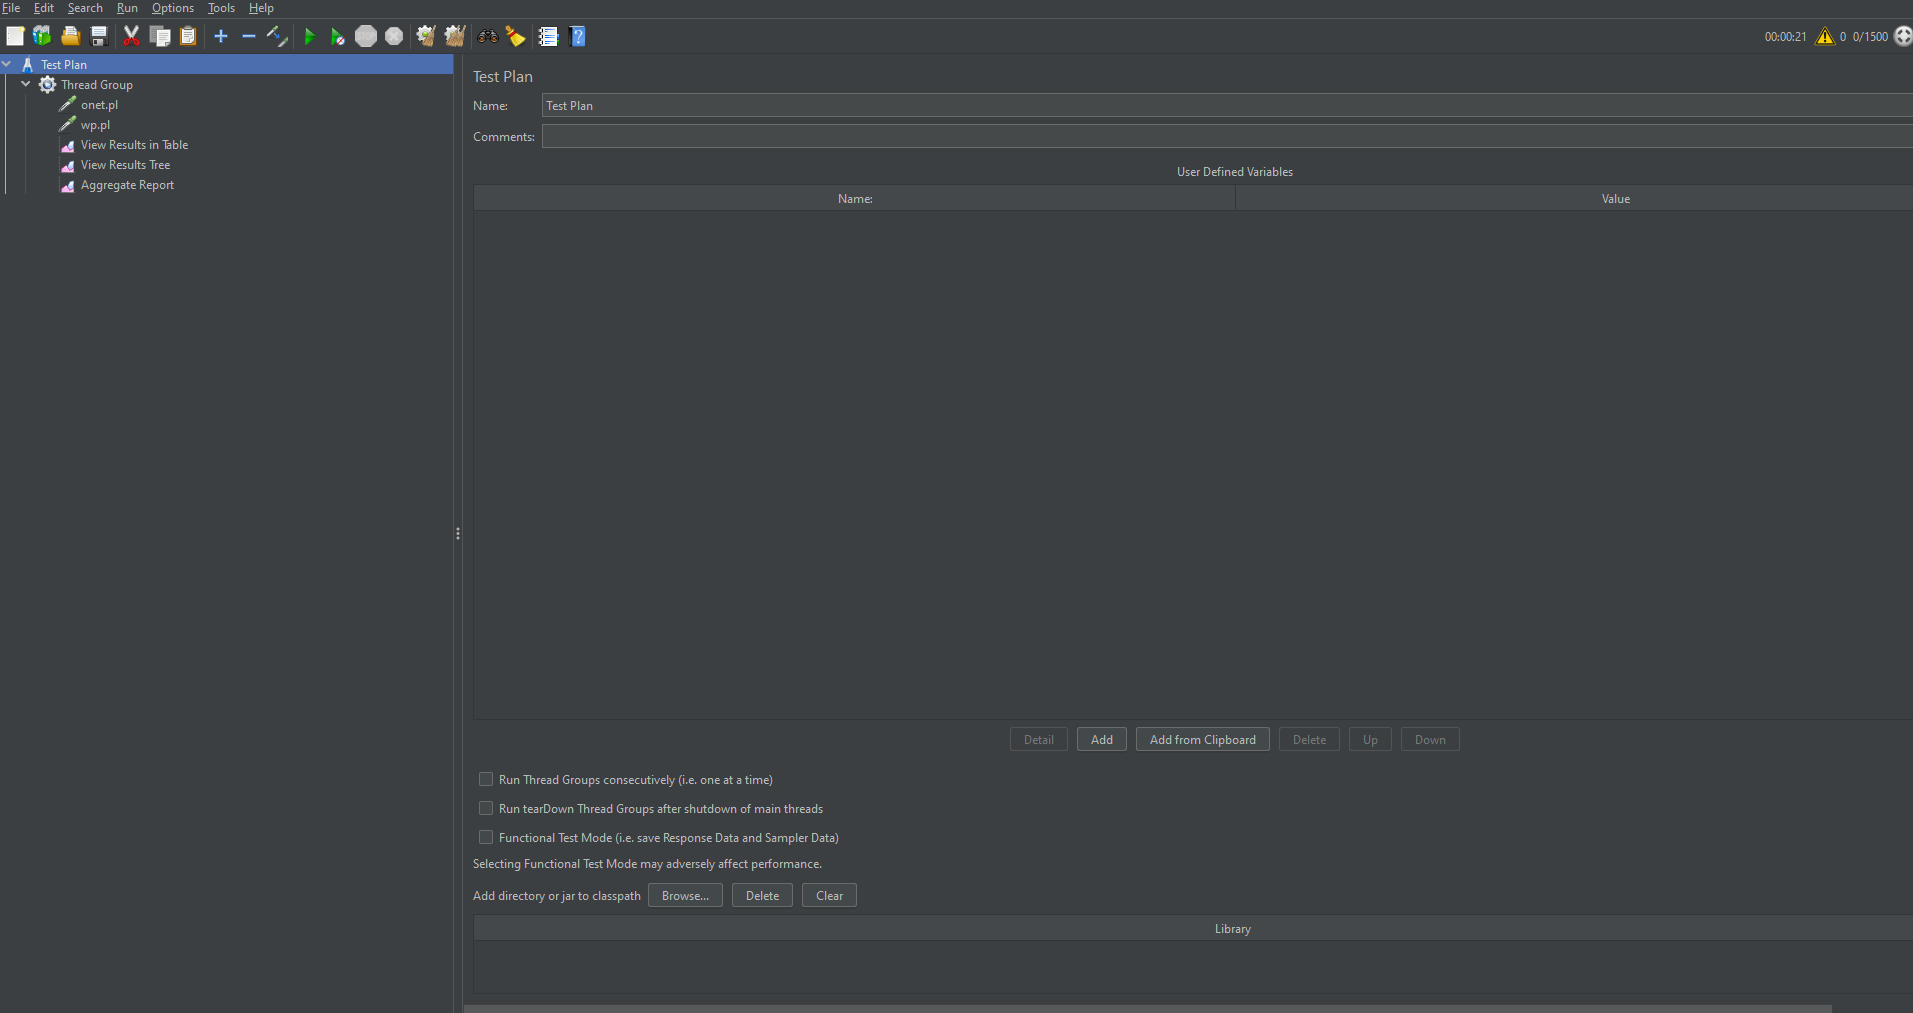 File Edit Search Run Options Tools Help
00:00:21 0 0/1500
Test Plan
Thread Group
onet.pl
wp.pl
View Results in Table
View Results Tree
Aggregate Report
Test Plan
Name: Test Plan
Comments:
User Defined Variables
Name: Value
Detail Add Add from Clipboard Delete Up Down
Run Thread Groups consecutively (i.e. one at a time)
Run tearDown Thread Groups after shutdown of main threads
Functional Test Mode (i.e. save Response Data and Sampler Data)
Selecting Functional Test Mode may adversely affect performance.
Add directory or jar to classpath Browse... Delete Clear
Library